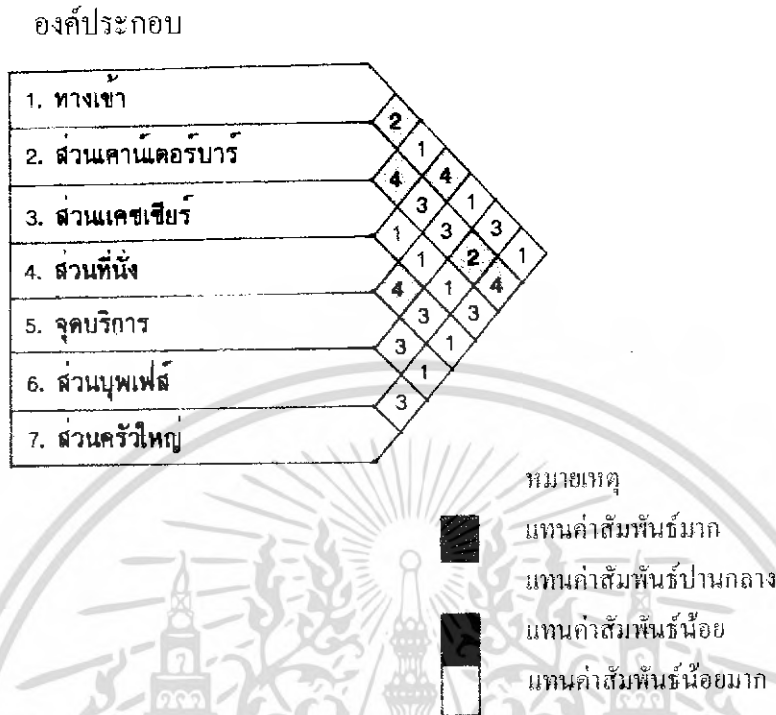 องค์ประกอบ
1. ทางเข้า
2
1
2. ส่วนเคาน์เตอร์บาร์
4 4
3 1
3. ส่วนแคชเชียร์
1 3 3
1 2 1
4. ส่วนที่นั่ง
4 1 4
3 3
5. จุดบริการ
3 1
1
6. ส่วนบุพเฟส์
3
7. ส่วนครัวใหญ่
หมายเหตุ
แทนค่าสัมพันธ์มาก
แทนค่าสัมพันธ์ปานกลาง
แทนค่าสัมพันธ์น้อย
แทนค่าสัมพันธ์น้อยมาก